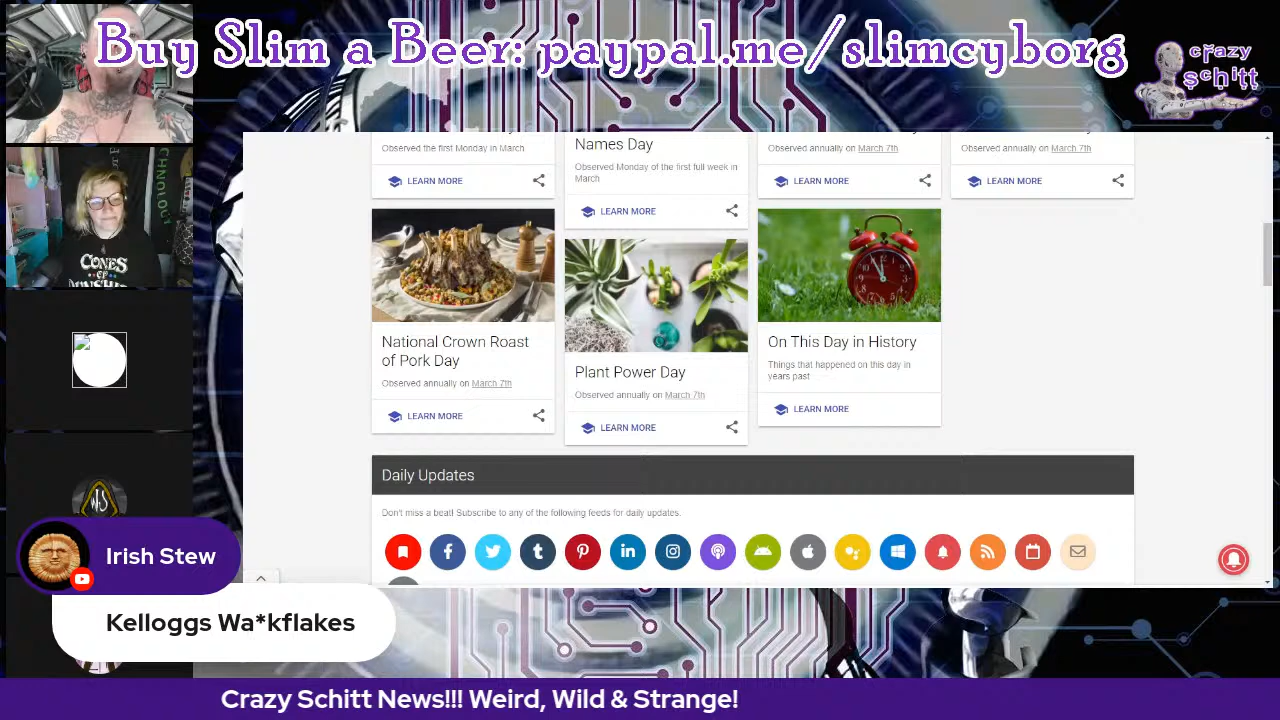 Buy Slim a Beer: paypal.me/slimcyborg
crazy
schitt
CONES
OF
Observed the first Monday in March
LEARN MORE
Names Day
Observed Monday of the first full week in
March
LEARN MORE
Observed annually on March 7th
LEARN MORE
Observed annually on March 7th
LEARN MORE
National Crown Roast
of Pork Day
Observed annually on March 7th
LEARN MORE
Plant Power Day
Observed annually on March 7th
LEARN MORE
On This Day in History
Things that happened on this day in
years past
LEARN MORE
Daily Updates
Don't miss a beat! Subscribe to any of the following feeds for daily updates.
Irish Stew
Kelloggs Wa*kflakes
Crazy Schitt News!!! Weird, Wild & Strange!